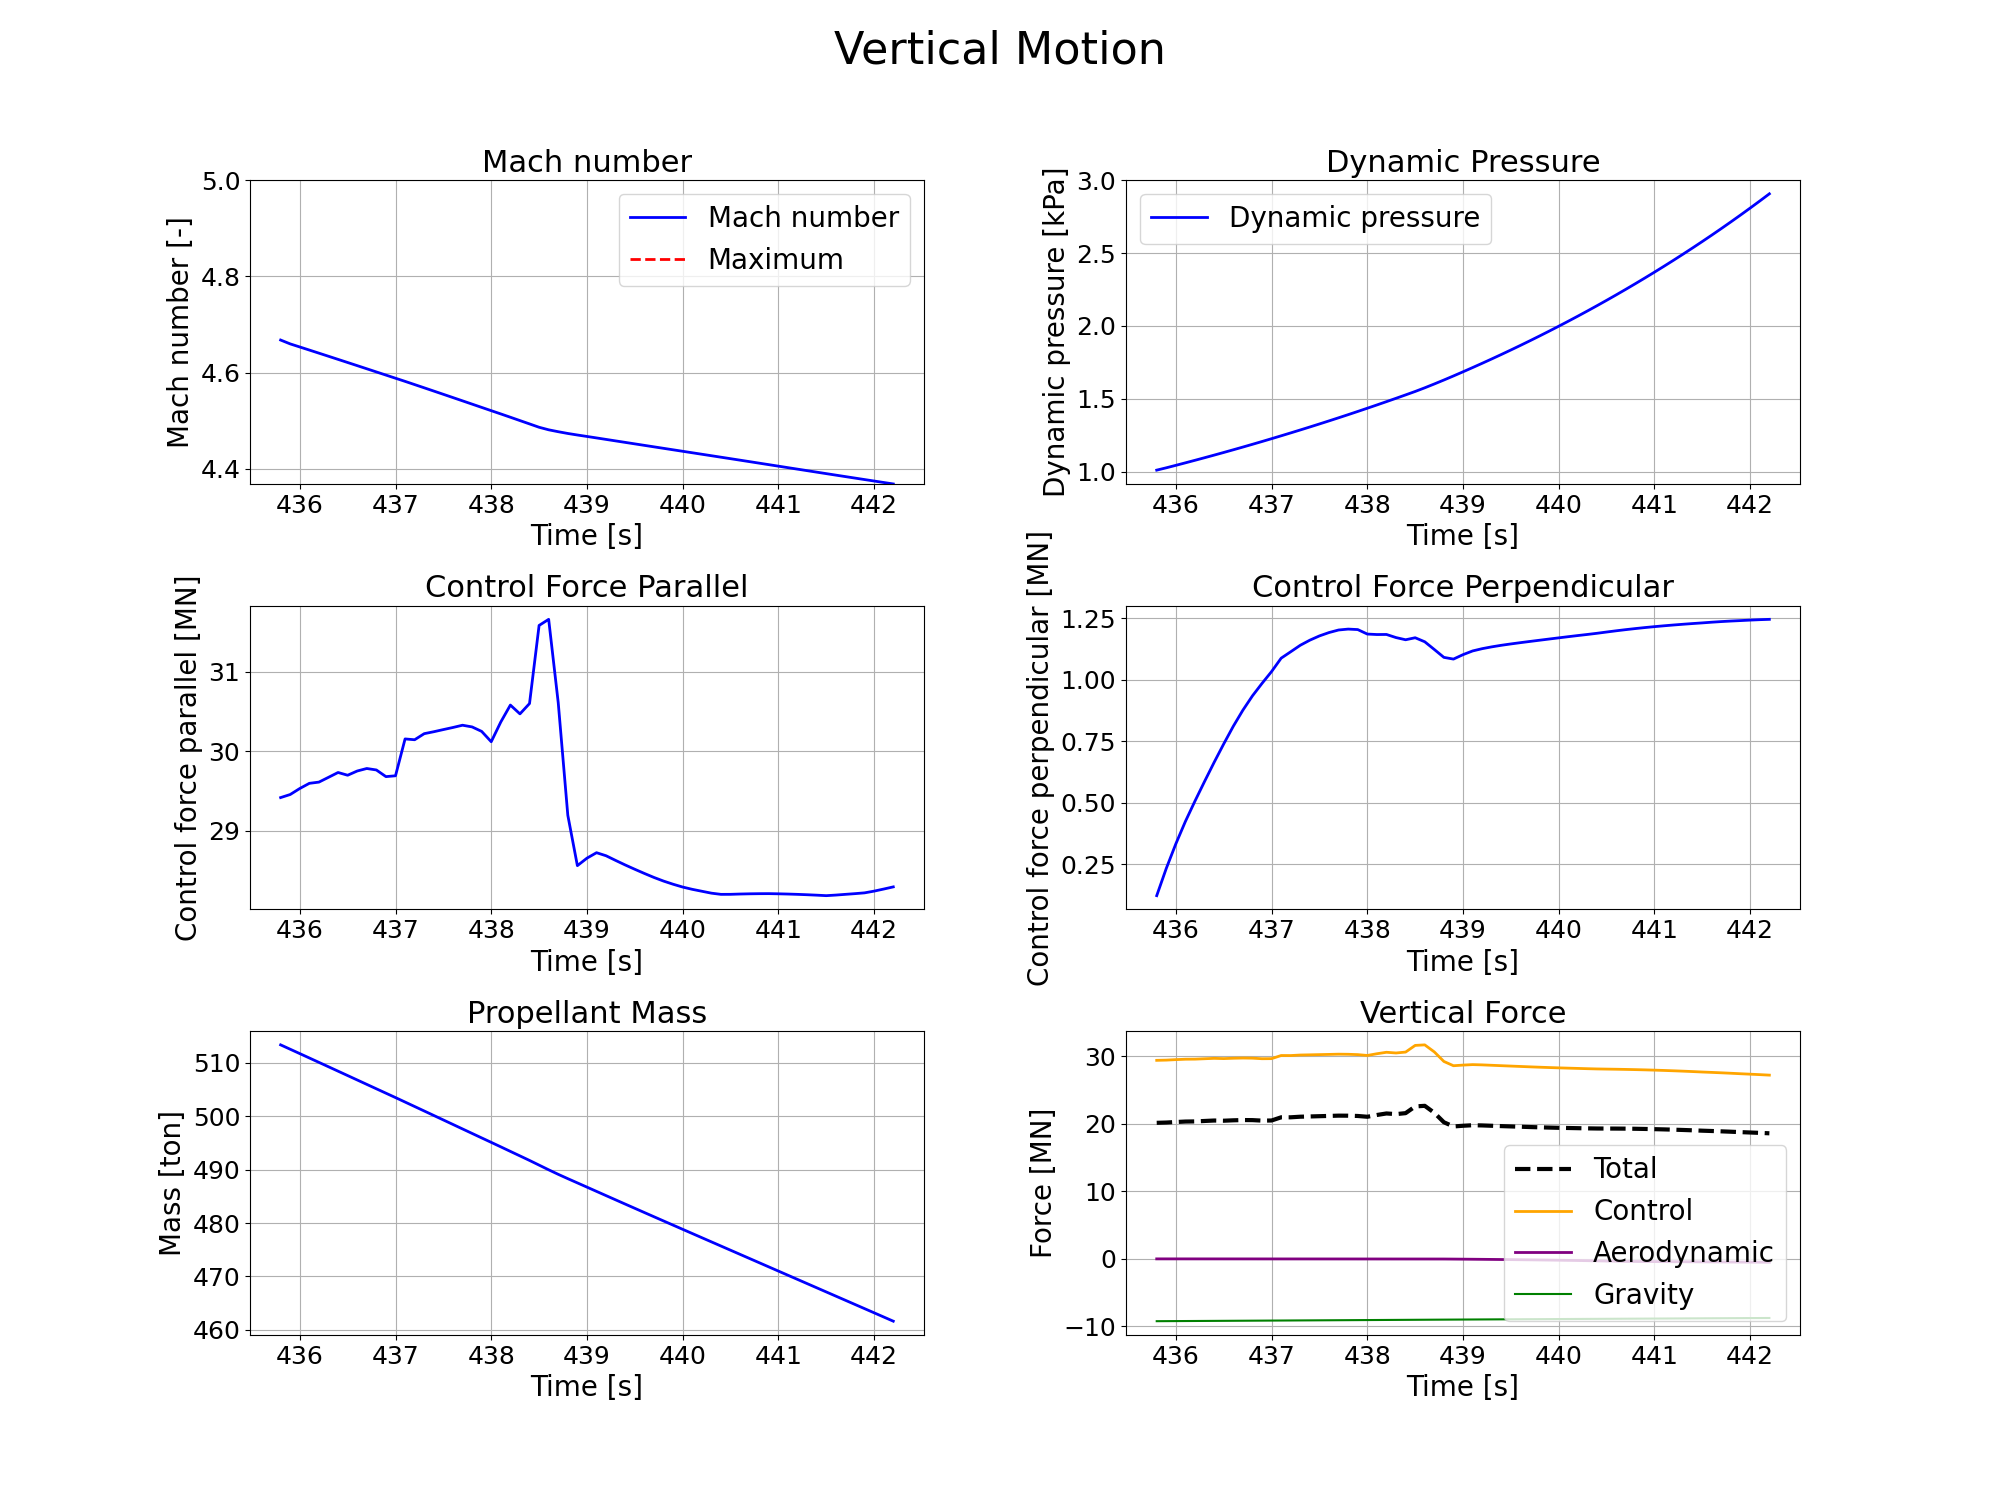 Vertical Motion
Mach number
Mach number [-]
5.0
4.8
4.6
4.4
Mach number
Maximum
436 437 438 439 440 441 442
Time [s]
Dynamic Pressure
Dynamic pressure [kPa]
3.0
2.5
2.0
1.5
1.0
Dynamic pressure
436 437 438 439 440 441 442
Time [s]
Control Force Parallel
Control force parallel [MN]
31
30
29
436 437 438 439 440 441 442
Time [s]
Control Force Perpendicular
Control force perpendicular [MN]
1.25
1.00
0.75
0.50
0.25
436 437 438 439 440 441 442
Time [s]
Propellant Mass
Mass [ton]
510
500
490
480
470
460
436 437 438 439 440 441 442
Time [s]
Vertical Force
Force [MN]
30
20
10
0
−10
Total
Control
Aerodynamic
Gravity
436 437 438 439 440 441 442
Time [s]